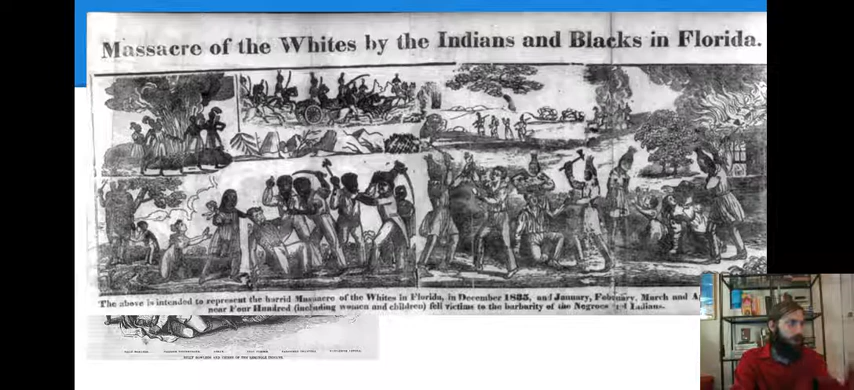 Massacre of the Whites by the Indians and Blacks in Florida.
The above is intended to represent the horrid Massacre of the Whites in Florida, in December 1835, and January, February, March and A
near Four Hundred (including women and children) fell victims to the barbarity of the Negroes and Indians.